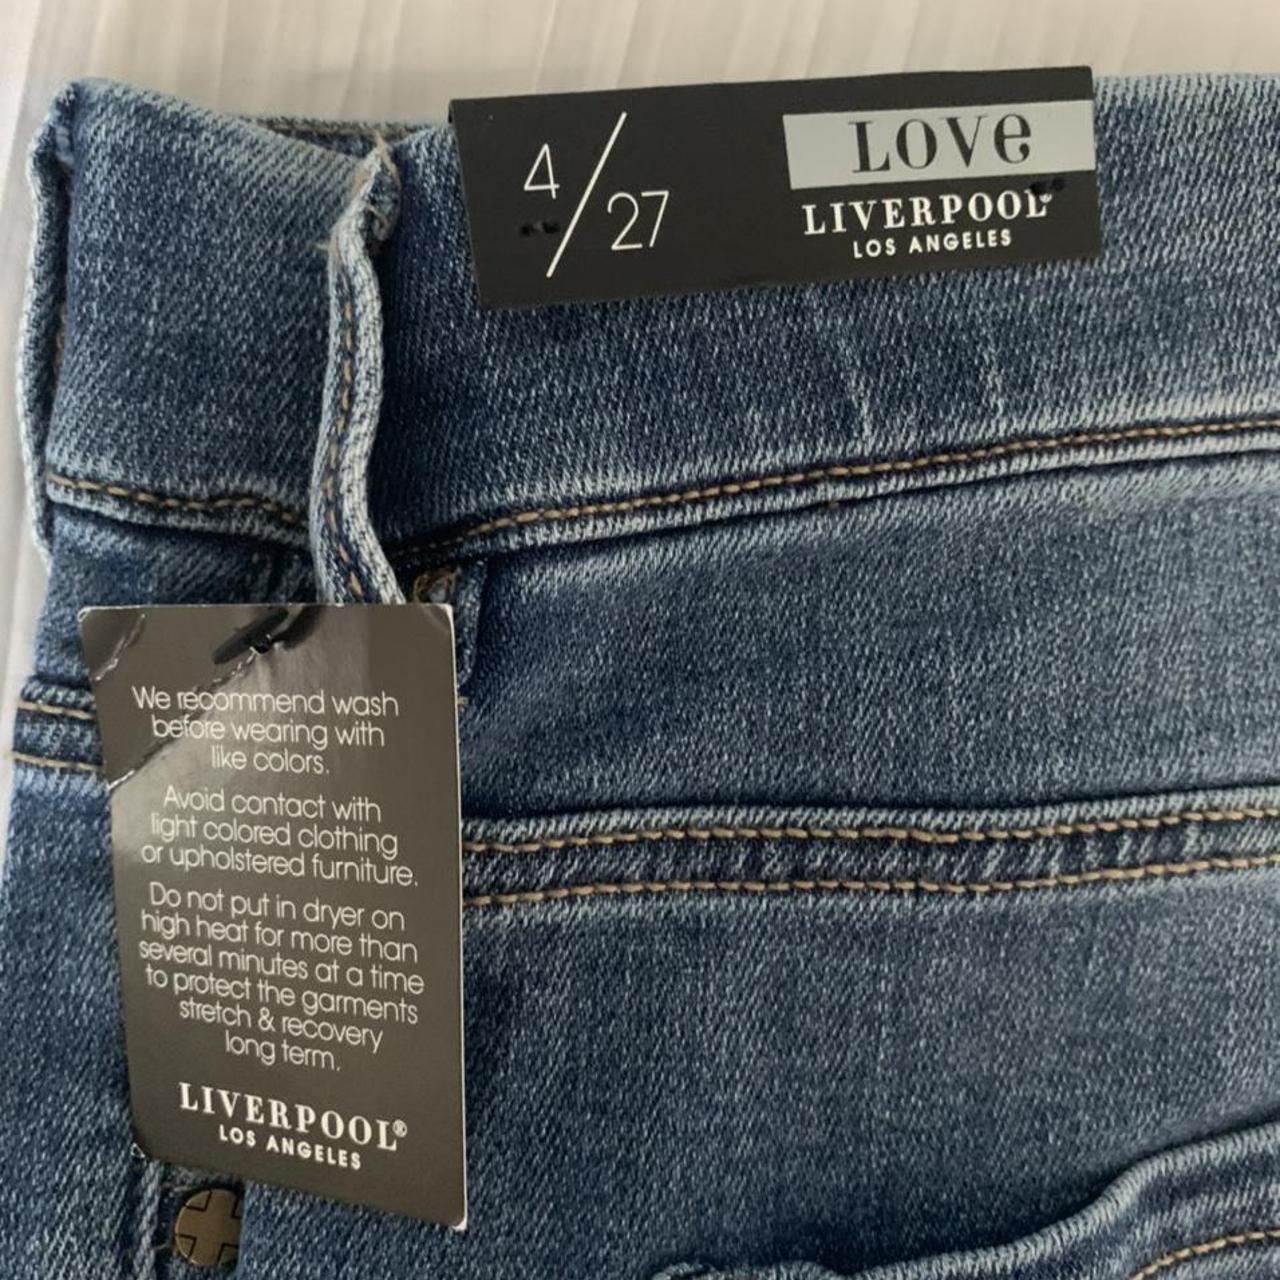 4/27
LOVe
LIVERPOOL
LOS ANGELES
We recommend wash
before wearing with
like colors.
Avoid contact with
light colored clothing
or upholstered furniture.
Do not put in dryer on
high heat for more than
several minutes at a time
to protect the garments
stretch & recovery
long term.
LIVERPOOL®
LOS ANGELES